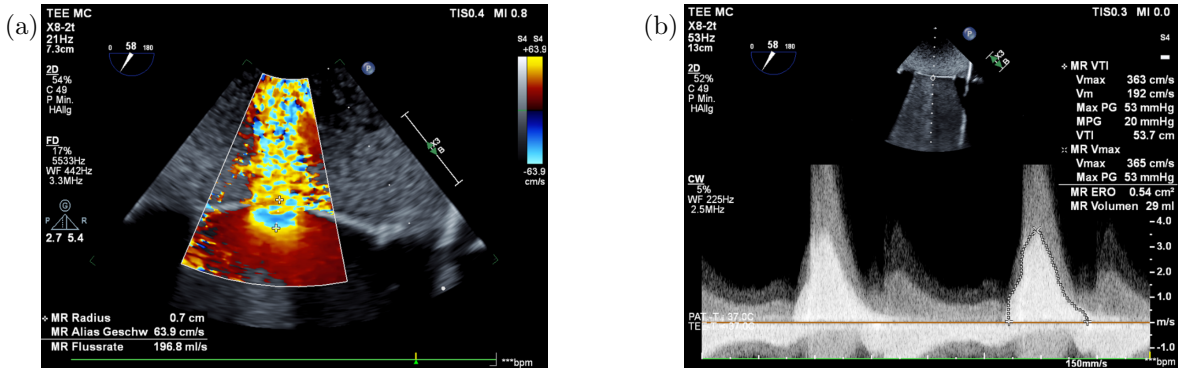 (a)
TEE MC
X8-2t
21Hz
7.3cm
0 58 180
2D
54%
C 49
P Min.
HAllg
FD
17%
5533Hz
WF 442Hz
3.3MHz
G
P R
2.7 5.4
TIS0.4 MI 0.8
S4 S4
+63.9
-63.9
cm/s
P
MR Radius 0.7 cm
MR Alias Geschw 63.9 cm/s
MR Flussrate 196.8 ml/s
***bpm
(b)
TEE MC
X8-2t
53Hz
13cm
0 58 180
2D
52%
C 49
P Min.
HAllg
CW
5%
WF 225Hz
2.5MHz
P
TIS0.3 MI 0.0
S4
MR VTI
Vmax 363 cm/s
Vm 192 cm/s
Max PG 53 mmHg
MPG 20 mmHg
VTI 53.7 cm
MR Vmax
Vmax 365 cm/s
Max PG 53 mmHg
MR ERO 0.54 cm²
MR Volumen 29 ml
-4.0
-3.0
-2.0
-1.0
m/s
-1.0
PAT.-T.: 37.0C
150mm/s
***bpm